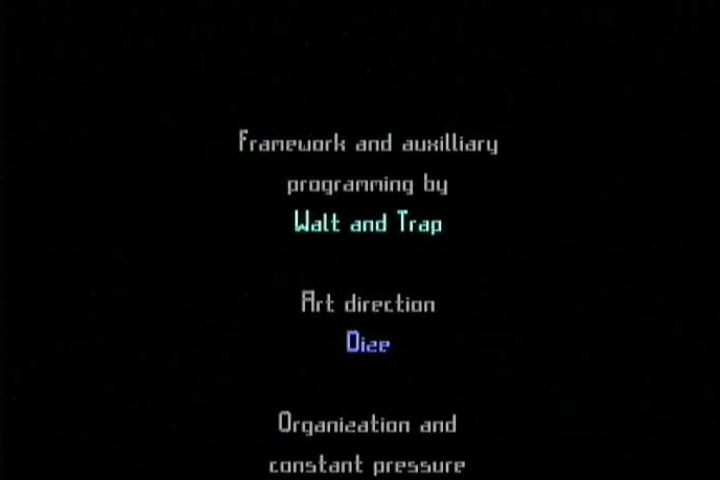 Framework and auxilliary
programming by
Walt and Trap
Art direction
Dize
Organization and
constant pressure